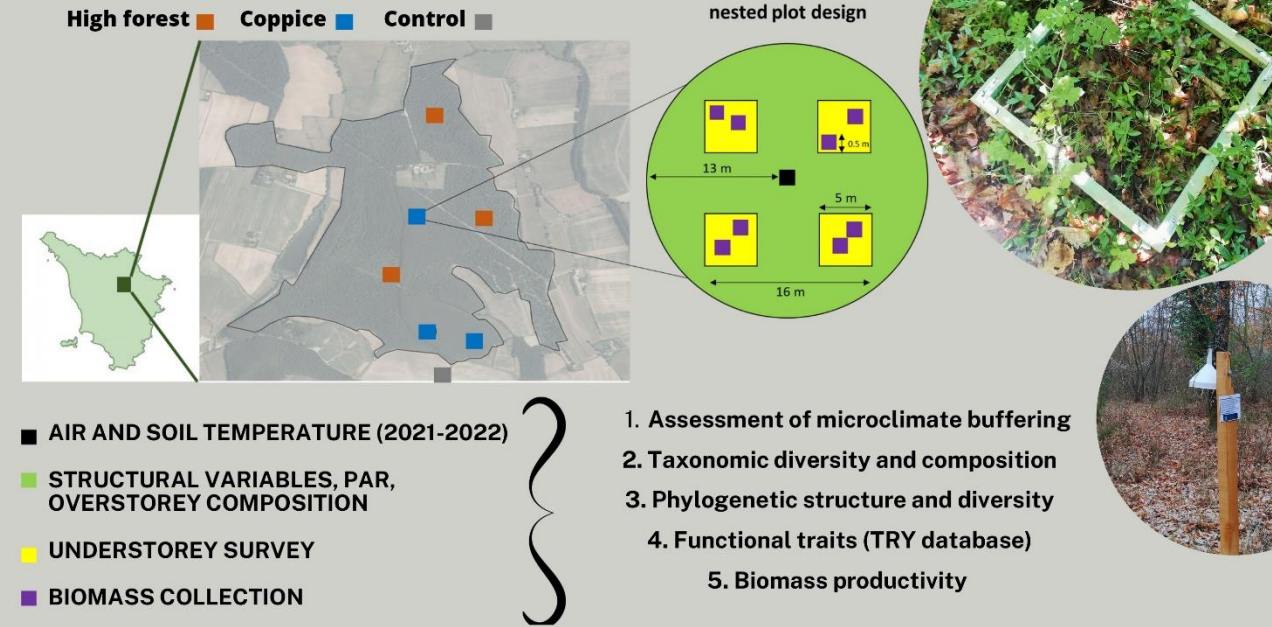 High forest Coppice Control
nested plot design
0.5 m
13 m
5 m
16 m
AIR AND SOIL TEMPERATURE (2021-2022)
STRUCTURAL VARIABLES, PAR,
OVERSTOREY COMPOSITION
UNDERSTOREY SURVEY
BIOMASS COLLECTION
1. Assessment of microclimate buffering
2. Taxonomic diversity and composition
3. Phylogenetic structure and diversity
4. Functional traits (TRY database)
5. Biomass productivity